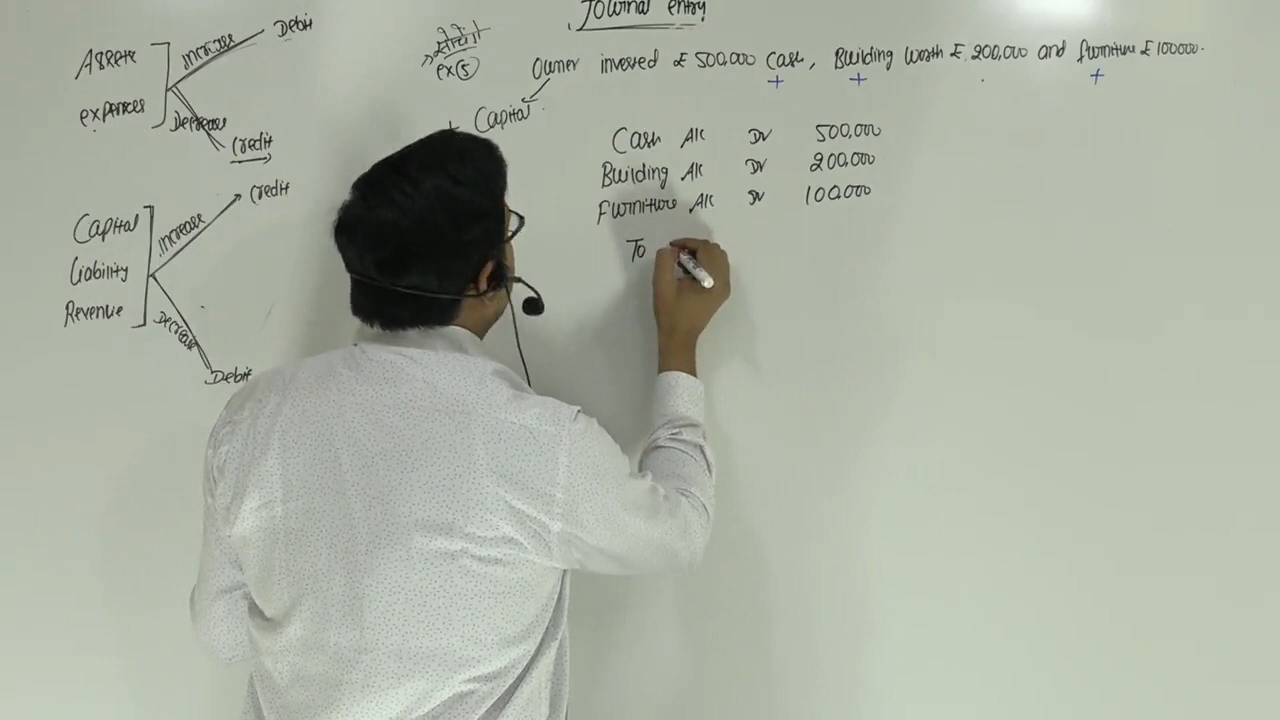 Journal entry
Assets
expences
Increase
Debit
Decrease
Credit
ex 5
Owner invested £ 500,000 Cash, Building worth £ 200,000 and furniture £ 100000.
+ + +
+ Capital
Cash A/c Dr 500,000
Building A/c Dr 200,000
Furniture A/c Dr 100,000
To
Capital
Liability
Revenue
Increase
Credit
Decrease
Debit